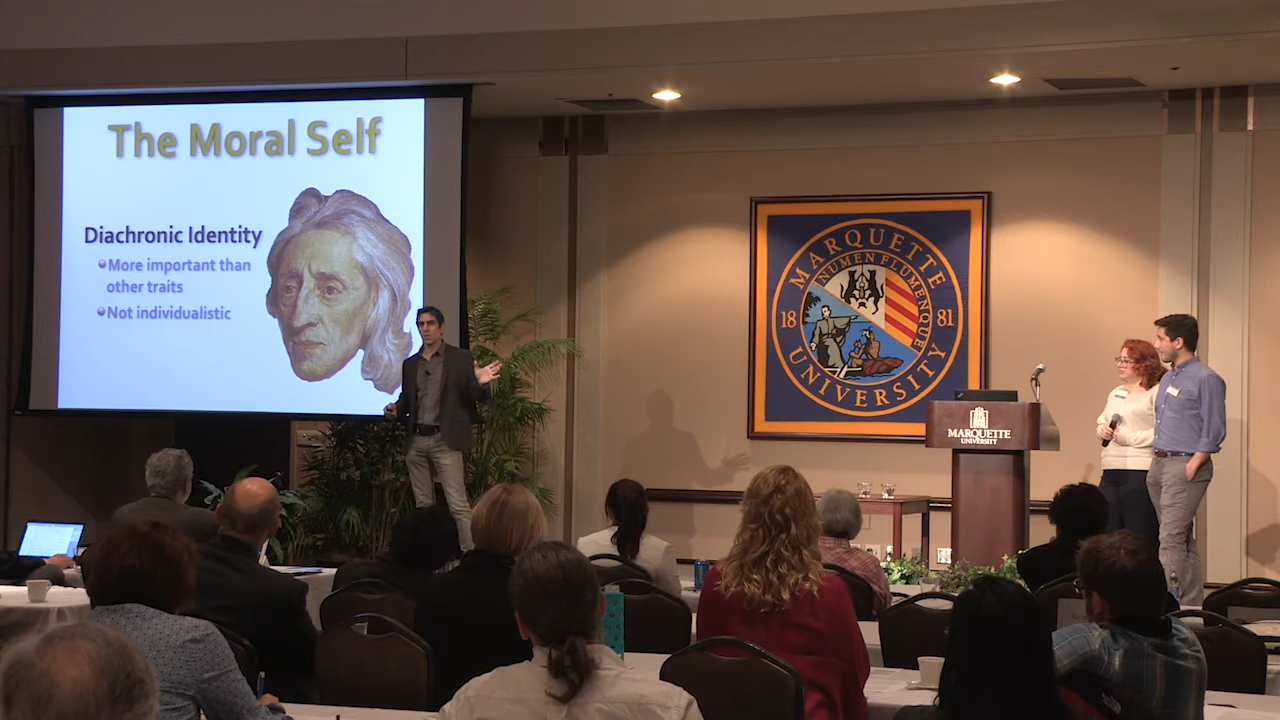 The Moral Self
Diachronic Identity
More important than
other traits
Not individualistic
MARQUETTE
NUMEN FLUMENQUE
18 81
UNIVERSITY
MARQUETTE
UNIVERSITY